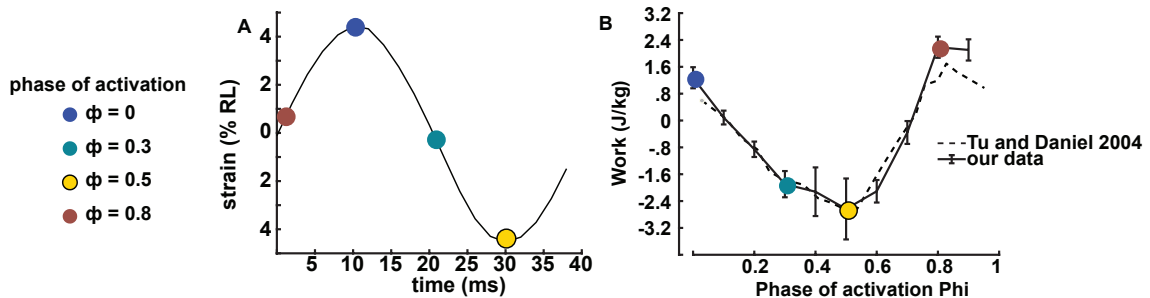 phase of activation
ф = 0
ф = 0.3
ф = 0.5
ф = 0.8
A
strain (% RL)
4
2
0
2
4
5 10 15 20 25 30 35 40
time (ms)
B
Work (J/kg)
3.2
2.4
1.6
.8
0
-.8
-1.6
-2.4
-3.2
0.2 0.4 0.6 0.8 1
Phase of activation Phi
Tu and Daniel 2004
our data